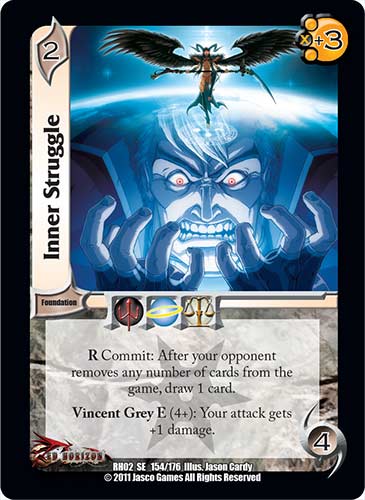 2
+3
Inner Struggle
Foundation
R Commit: After your opponent
removes any number of cards from the
game, draw 1 card.
Vincent Grey E (4+): Your attack gets
+1 damage.
RED HORIZON
4
RH02 SE 154/176 Illus. Jason Cardy
© 2011 Jasco Games All Rights Reserved